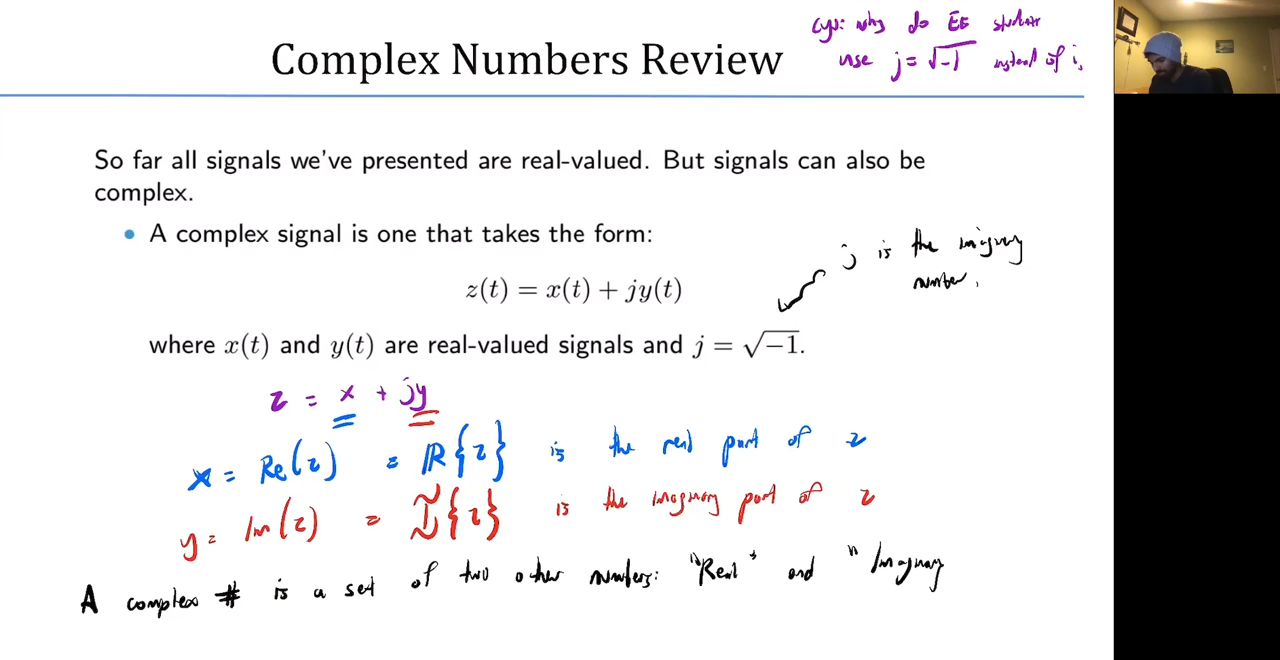 CYU: why do EE students
Complex Numbers Review
use j = √-1 instead of i.
So far all signals we've presented are real-valued. But signals can also be
complex.
• A complex signal is one that takes the form:
j is the imaginary
number.
z(t) = x(t) + jy(t)
where x(t) and y(t) are real-valued signals and j = √−1.
z = x + jy
x = Re(z) = ℝ{z} is the real part of z
y = Im(z) = I{z} is the imaginary part of z
A complex # is a set of two other numbers: "Real" and "Imaginary